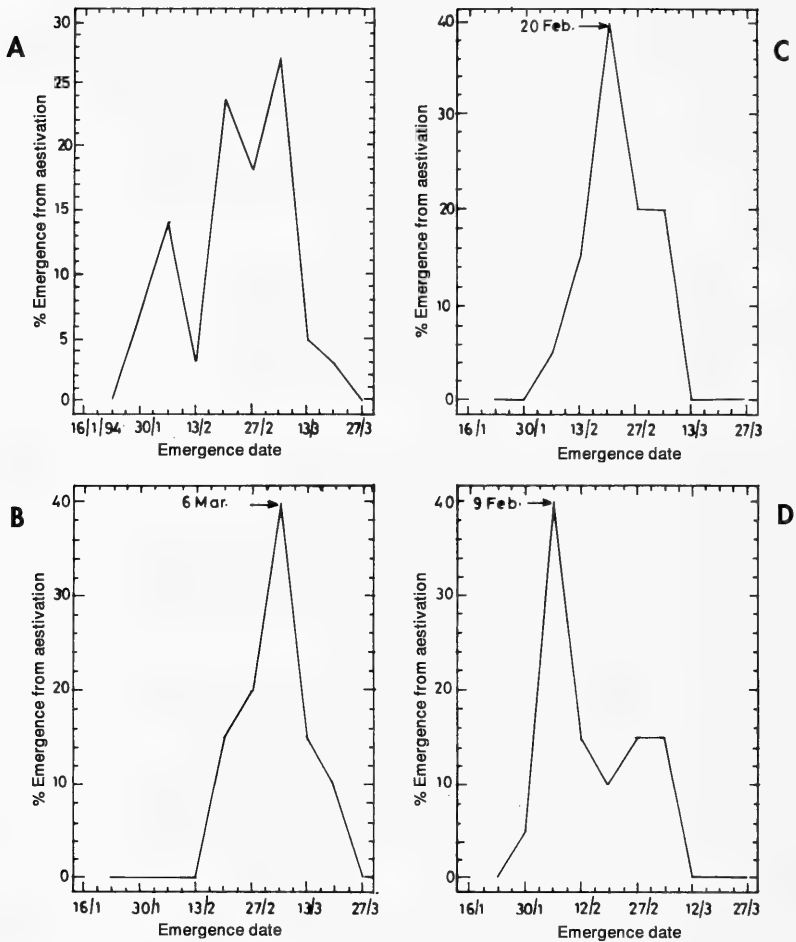 A
% Emergence from aestivation
30
25
20
15
10
5
0
16/1/94 30/1 13/2 27/2 13/3 27/3
Emergence date
C
% Emergence from aestivation
20 Feb.
40
30
20
10
0
16/1 30/1 13/2 27/2 13/3 27/3
Emergence date
B
% Emergence from aestivation
6 Mar.
40
30
20
10
0
16/1 30/1 13/2 27/2 13/3 27/3
Emergence date
D
% Emergence from aestivation
9 Feb.
40
30
20
10
0
16/1 30/1 12/2 27/2 12/3 27/3
Emergence date